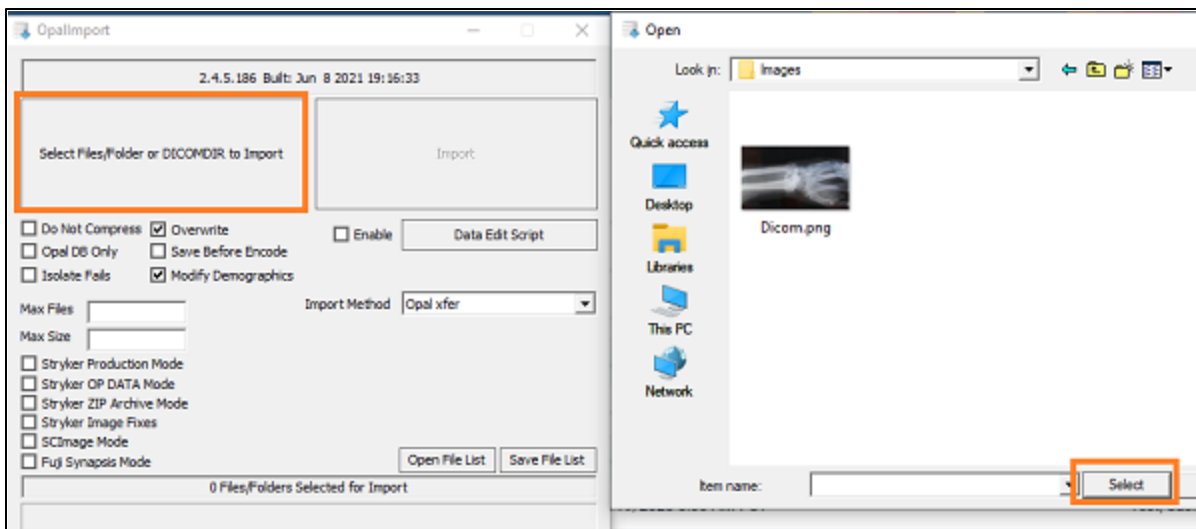 OpalImport
2.4.5.186 Built: Jun 8 2021 19:16:33
Select Files/Folder or DICOMDIR to Import
Import
Do Not Compress
Overwrite
Enable
Data Edit Script
Opal DB Only
Save Before Encode
Isolate Fails
Modify Demographics
Max Files
Import Method
Opal xfer
Max Size
Stryker Production Mode
Stryker OP DATA Mode
Stryker ZIP Archive Mode
Stryker Image Fixes
SCImage Mode
Fuji Synapsis Mode
Open File List
Save File List
0 Files/Folders Selected for Import
Open
Look in:
Images
Quick access
Desktop
Libraries
This PC
Network
Dicom.png
Item name:
Select